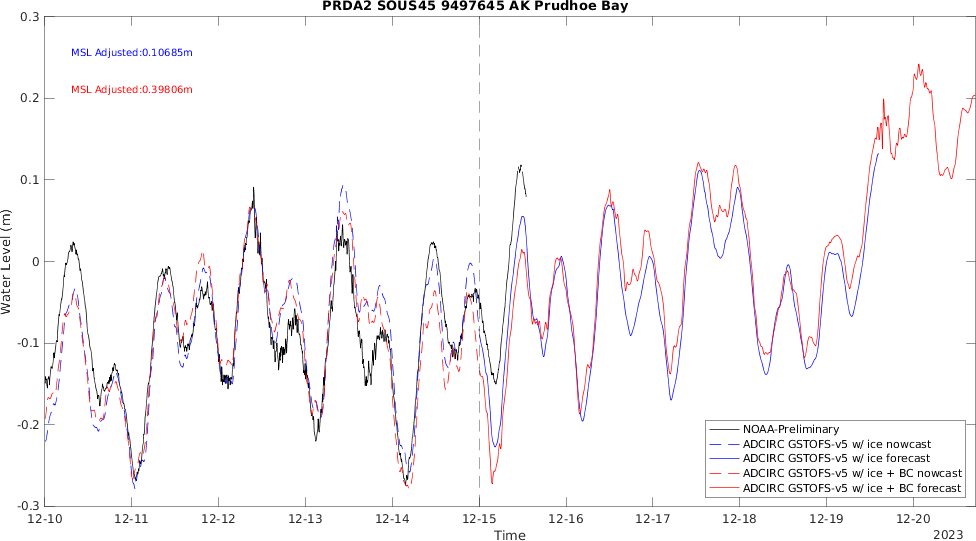 PRDA2 SOUS45 9497645 AK Prudhoe Bay
MSL Adjusted:0.10685m
MSL Adjusted:0.39806m
Water Level (m)
0.3
0.2
0.1
0
-0.1
-0.2
-0.3
NOAA-Preliminary
ADCIRC GSTOFS-v5 w/ ice nowcast
ADCIRC GSTOFS-v5 w/ ice forecast
ADCIRC GSTOFS-v5 w/ ice + BC nowcast
ADCIRC GSTOFS-v5 w/ ice + BC forecast
12-10 12-11 12-12 12-13 12-14 12-15 12-16 12-17 12-18 12-19 12-20
Time
2023